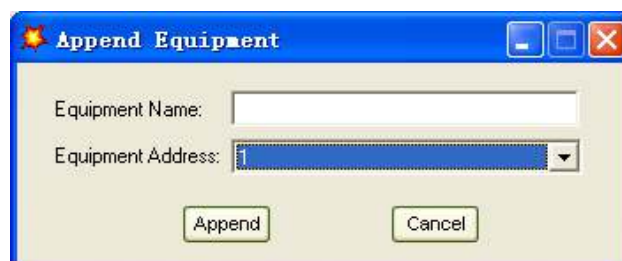 Append Equipment
Equipment Name:
Equipment Address: 1
Append Cancel